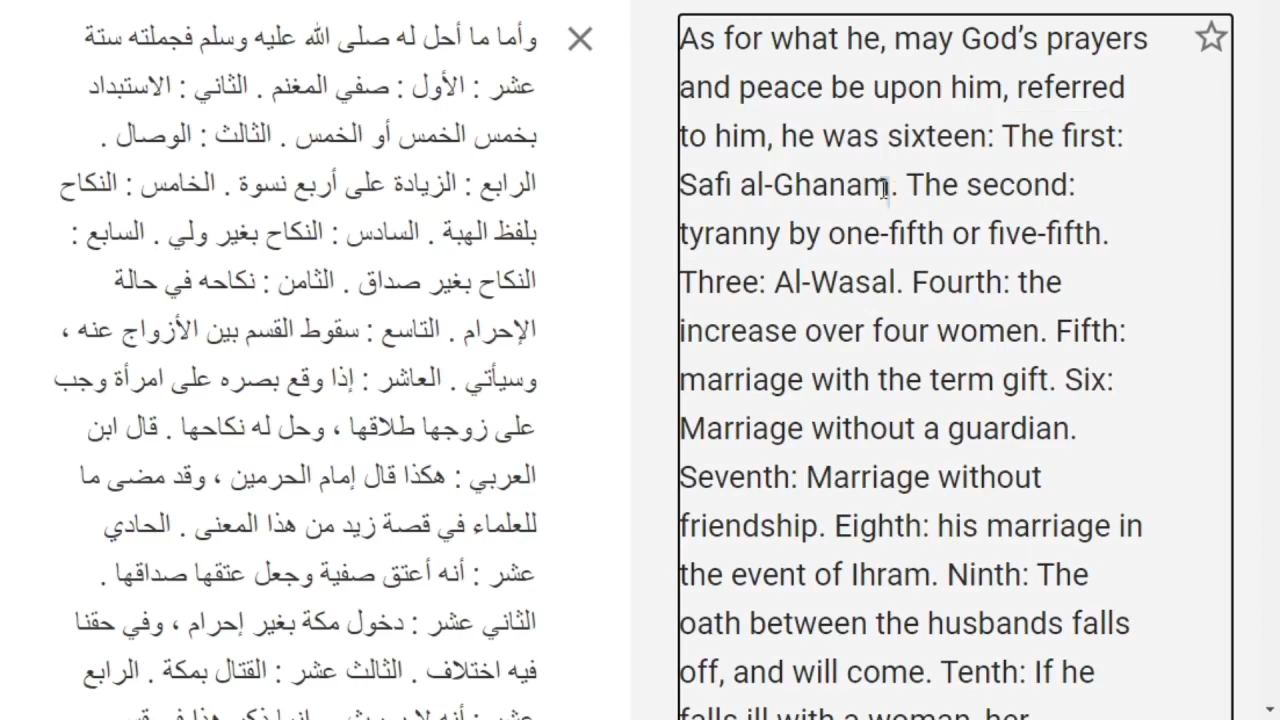 وأما ما أحل له صلى الله عليه وسلم فجملته ستة
عشر : الأول : صفي المغنم . الثاني : الاستبداد
بخمس الخمس أو الخمس . الثالث : الوصال .
الرابع : الزيادة على أربع نسوة . الخامس : النكاح
بلفظ الهبة . السادس : النكاح بغير ولي . السابع :
النكاح بغير صداق . الثامن : نكاحه في حالة
الإحرام . التاسع : سقوط القسم بين الأزواج عنه ،
وسيأتي . العاشر : إذا وقع بصره على امرأة وجب
على زوجها طلاقها ، وحل له نكاحها . قال ابن
العربي : هكذا قال إمام الحرمين ، وقد مضى ما
للعلماء في قصة زيد من هذا المعنى . الحادي
عشر : أنه أعتق صفية وجعل عتقها صداقها .
الثاني عشر : دخول مكة بغير إحرام ، وفي حقنا
فيه اختلاف . الثالث عشر : القتال بمكة . الرابع
As for what he, may God’s prayers
and peace be upon him, referred
to him, he was sixteen: The first:
Safi al-Ghanam. The second:
tyranny by one-fifth or five-fifth.
Three: Al-Wasal. Fourth: the
increase over four women. Fifth:
marriage with the term gift. Six:
Marriage without a guardian.
Seventh: Marriage without
friendship. Eighth: his marriage in
the event of Ihram. Ninth: The
oath between the husbands falls
off, and will come. Tenth: If he
falls ill with a woman, her